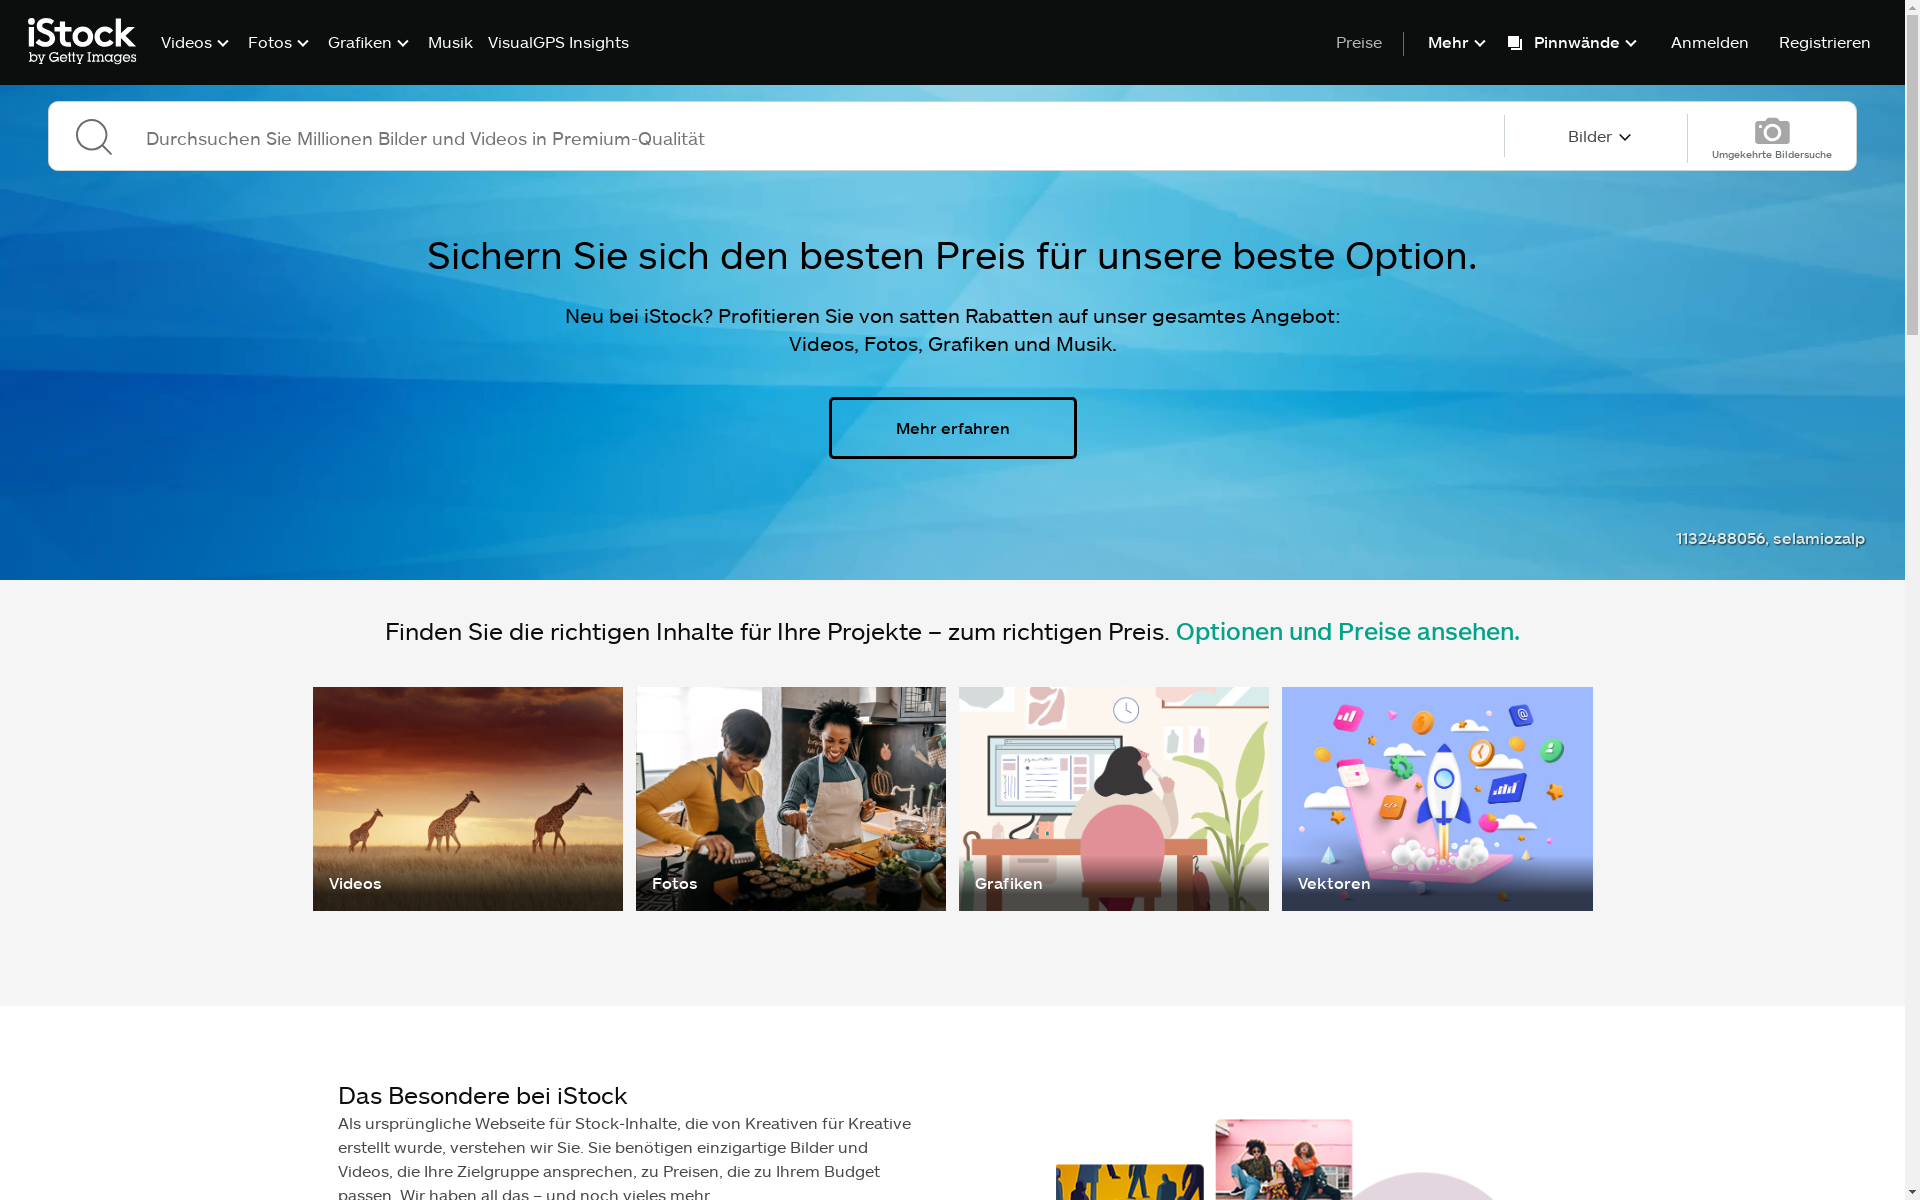 iStock
by Getty Images
Videos
Fotos
Grafiken
Musik
VisualGPS Insights
Preise
Mehr
Pinnwände
Anmelden
Registrieren
Durchsuchen Sie Millionen Bilder und Videos in Premium-Qualität
Bilder
Umgekehrte Bildersuche
Sichern Sie sich den besten Preis für unsere beste Option.
Neu bei iStock? Profitieren Sie von satten Rabatten auf unser gesamtes Angebot:
Videos, Fotos, Grafiken und Musik.
Mehr erfahren
1132488056, selamiozalp
Finden Sie die richtigen Inhalte für Ihre Projekte – zum richtigen Preis. Optionen und Preise ansehen.
Videos
Fotos
Grafiken
Vektoren
Das Besondere bei iStock
Als ursprüngliche Webseite für Stock-Inhalte, die von Kreativen für Kreative
erstellt wurde, verstehen wir Sie. Sie benötigen einzigartige Bilder und
Videos, die Ihre Zielgruppe ansprechen, zu Preisen, die zu Ihrem Budget
passen. Wir haben all das – und noch vieles mehr.